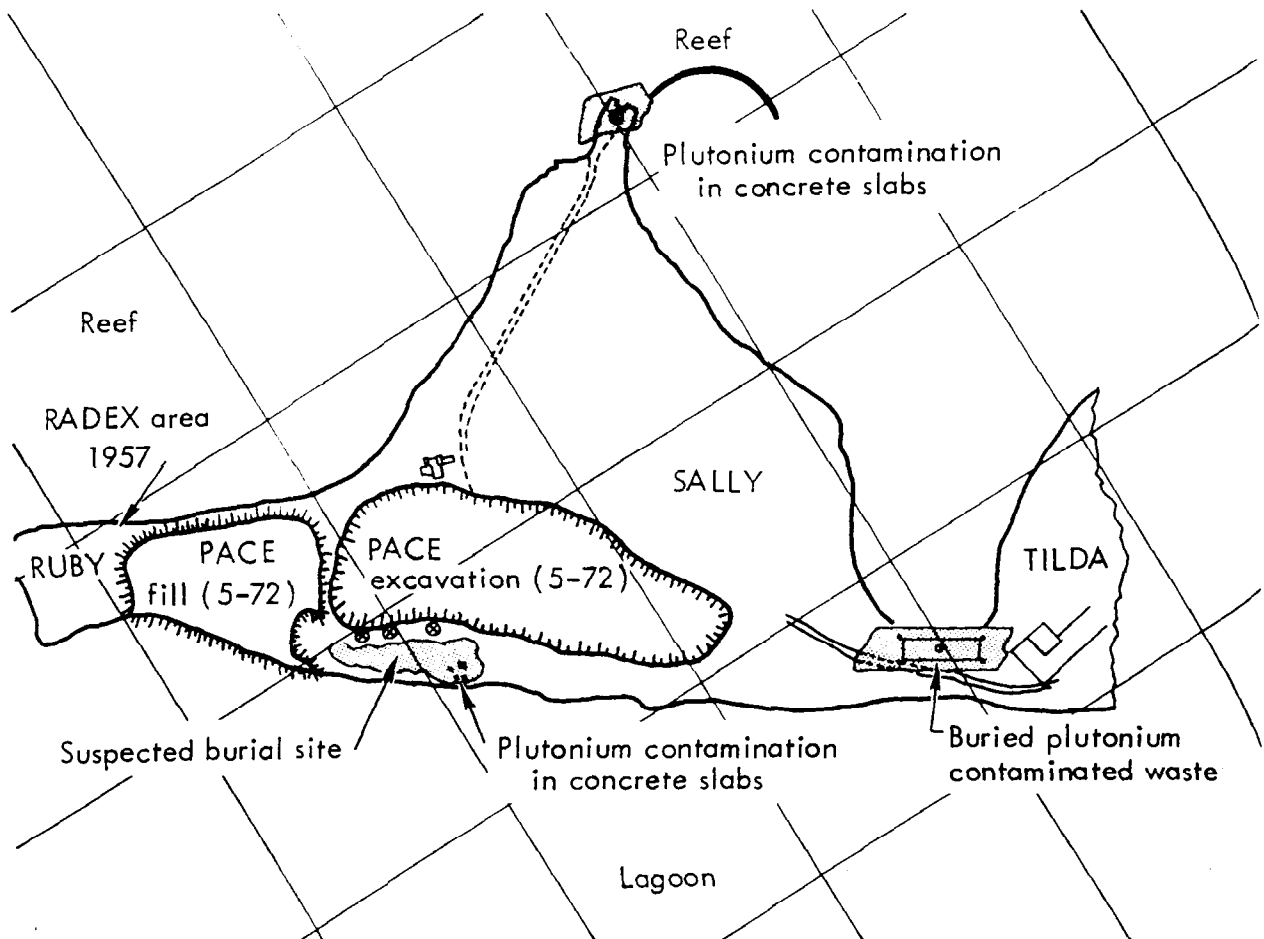 Reef
Plutonium contamination
in concrete slabs
Reef
RADEX area
1957
SALLY
RUBY
PACE
fill (5-72)
PACE
excavation (5-72)
TILDA
Suspected burial site
Plutonium contamination
in concrete slabs
Buried plutonium
contaminated waste
Lagoon